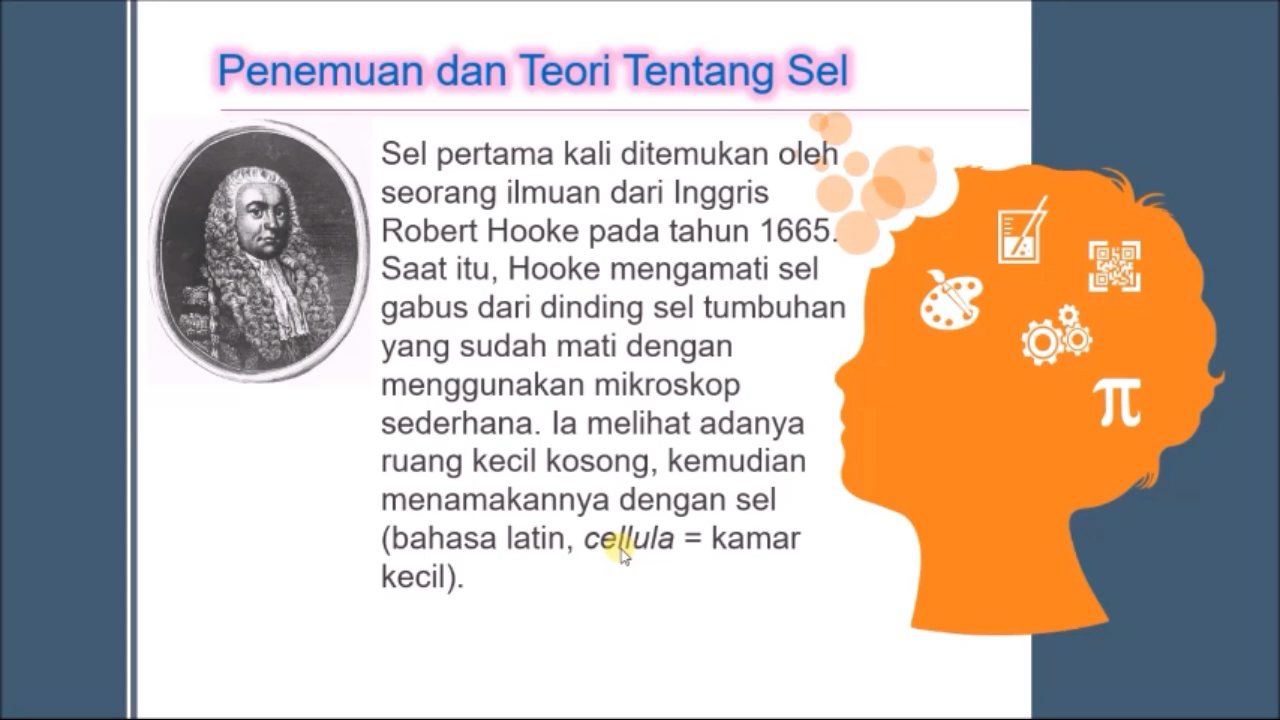 Penemuan dan Teori Tentang Sel
Sel pertama kali ditemukan oleh
seorang ilmuan dari Inggris
Robert Hooke pada tahun 1665.
Saat itu, Hooke mengamati sel
gabus dari dinding sel tumbuhan
yang sudah mati dengan
menggunakan mikroskop
sederhana. Ia melihat adanya
ruang kecil kosong, kemudian
menamakannya dengan sel
(bahasa latin, cellula = kamar
kecil).
π